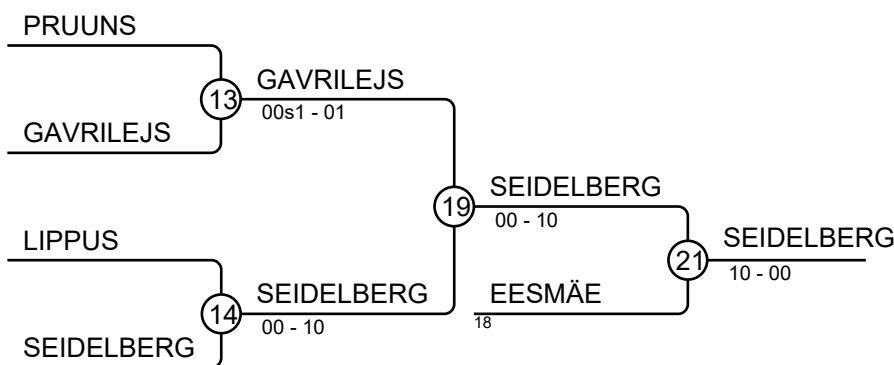 PRUUNS
13
GAVRILEJS
00s1 - 01
GAVRILEJS
19
SEIDELBERG
00 - 10
LIPPUS
21
SEIDELBERG
10 - 00
14
SEIDELBERG
00 - 10
EESMÄE
18
SEIDELBERG